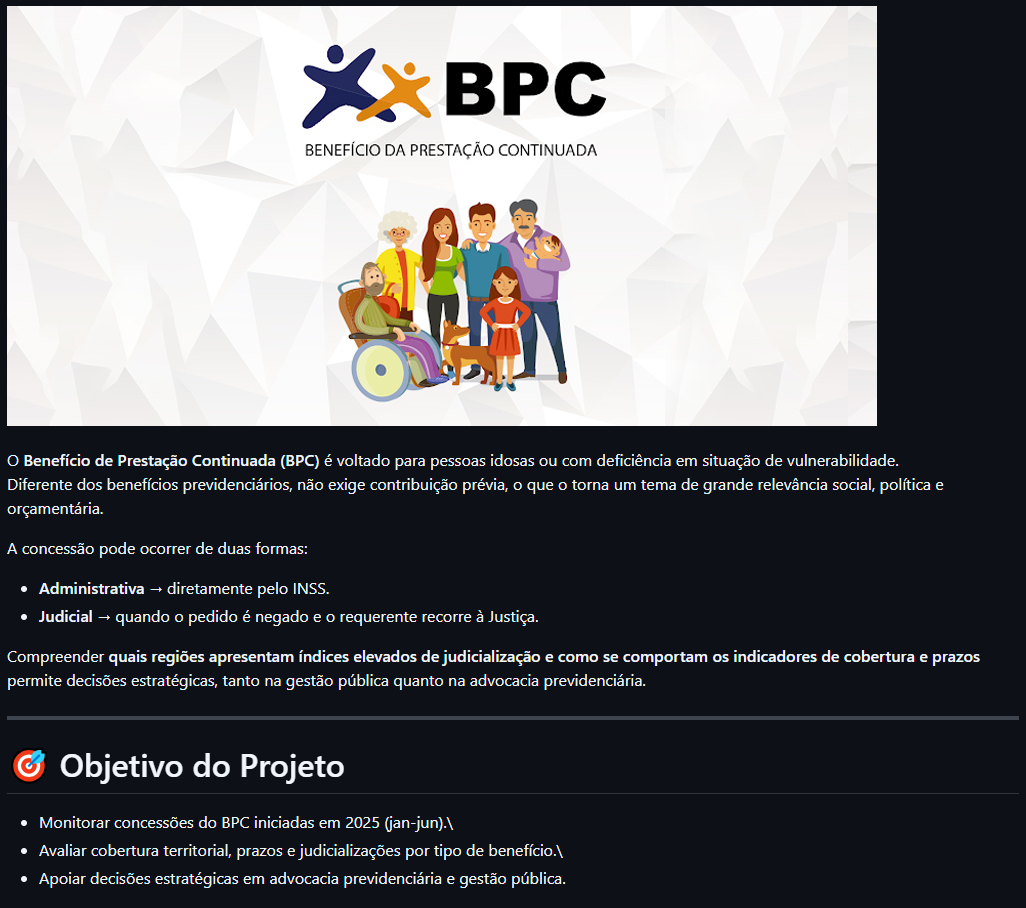 BPC
BENEFÍCIO DA PRESTAÇÃO CONTINUADA
O Benefício de Prestação Continuada (BPC) é voltado para pessoas idosas ou com deficiência em situação de vulnerabilidade.
Diferente dos benefícios previdenciários, não exige contribuição prévia, o que o torna um tema de grande relevância social, política e
orçamentária.
A concessão pode ocorrer de duas formas:
• Administrativa → diretamente pelo INSS.
• Judicial → quando o pedido é negado e o requerente recorre à Justiça.
Compreender quais regiões apresentam índices elevados de judicialização e como se comportam os indicadores de cobertura e prazos
permite decisões estratégicas, tanto na gestão pública quanto na advocacia previdenciária.
🎯 Objetivo do Projeto
• Monitorar concessões do BPC iniciadas em 2025 (jan-jun).\
• Avaliar cobertura territorial, prazos e judicializações por tipo de benefício.\
• Apoiar decisões estratégicas em advocacia previdenciária e gestão pública.